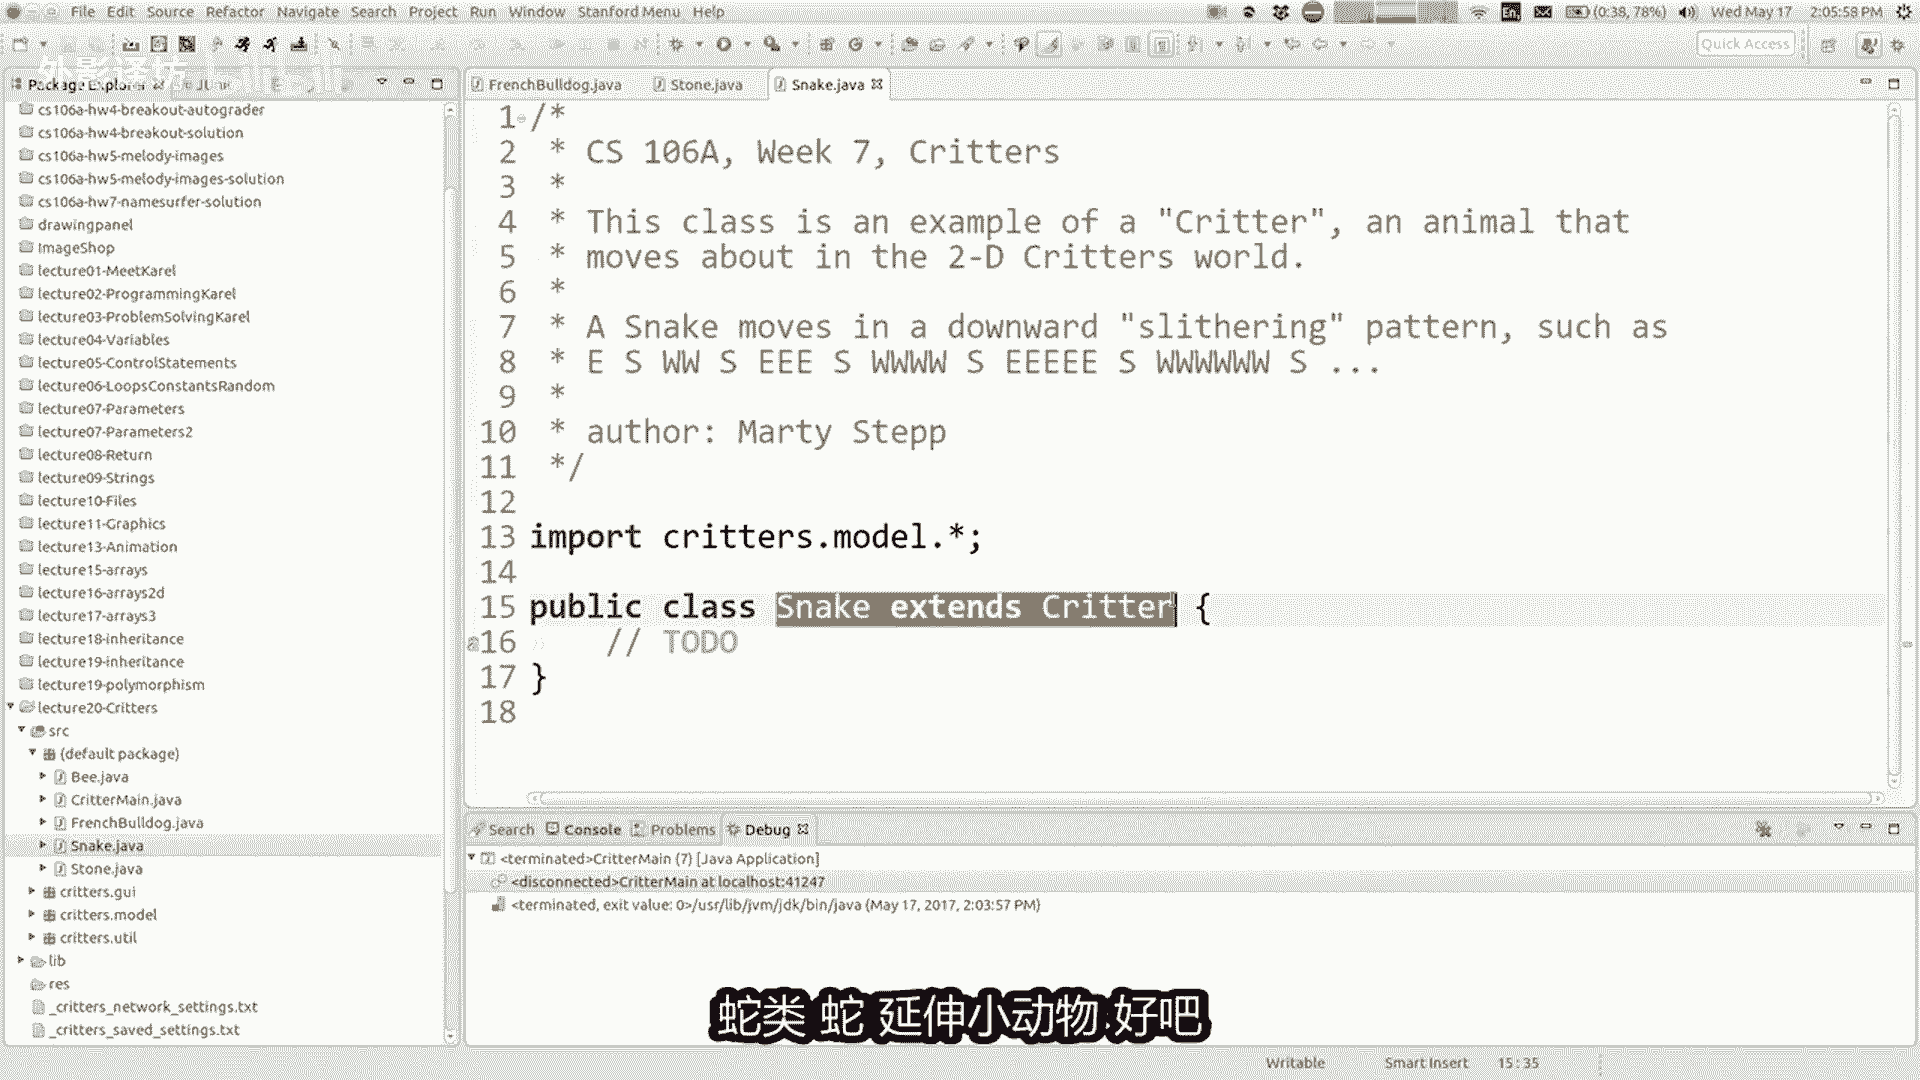 File Edit Source Refactor Navigate Search Project Run Window Stanford Menu Help
En (0:38, 78%) Wed May 17 2:05:58 PM
Quick Access
外影译坊 bilibili
Package Explorer JUnit
cs106a-hw4-breakout-autograder
cs106a-hw4-breakout-solution
cs106a-hw5-melody-images
cs106a-hw5-melody-images-solution
cs106a-hw7-namesurfer-solution
drawingpanel
ImageShop
lecture01-MeetKarel
lecture02-ProgrammingKarel
lecture03-ProblemSolvingKarel
lecture04-Variables
lecture05-ControlStatements
lecture06-LoopsConstantsRandom
lecture07-Parameters
lecture07-Parameters2
lecture08-Return
lecture09-Strings
lecture10-Files
lecture11-Graphics
lecture13-Animation
lecture15-arrays
lecture16-arrays2d
lecture17-arrays3
lecture18-inheritance
lecture19-inheritance
lecture19-polymorphism
lecture20-Critters
src
(default package)
Bee.java
CritterMain.java
FrenchBulldog.java
Snake.java
Stone.java
critters.gui
critters.model
critters.util
lib
res
_critters_network_settings.txt
_critters_saved_settings.txt
FrenchBulldog.java Stone.java Snake.java
1 /*
2 * CS 106A, Week 7, Critters
3 *
4 * This class is an example of a "Critter", an animal that
5 * moves about in the 2-D Critters world.
6 *
7 * A Snake moves in a downward "slithering" pattern, such as
8 * E S WW S EEE S WWWW S EEEEE S WWWWWW S ...
9 *
10 * author: Marty Stepp
11 */
12
13 import critters.model.*;
14
15 public class Snake extends Critter {
16 // TODO
17 }
18
Search Console Problems Debug
<terminated>CritterMain (7) [Java Application]
<disconnected>CritterMain at localhost:41247
<terminated, exit value: 0>/usr/lib/jvm/jdk/bin/java (May 17, 2017, 2:03:57 PM)
蛇类 蛇 延伸小动物 好吧
Writable Smart Insert 15:35